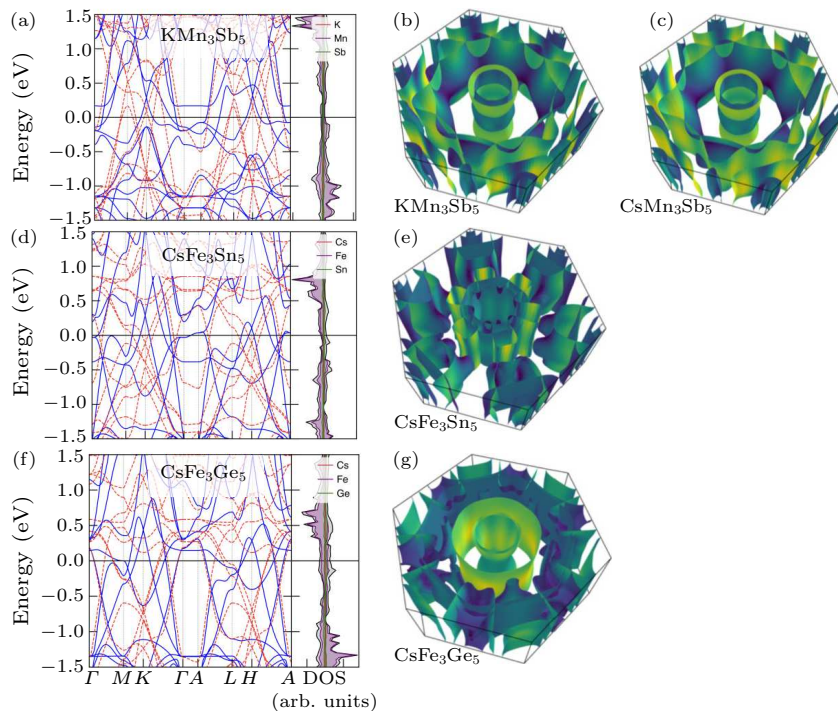 (a)
1.5
1.0
0.5
0.0
−0.5
−1.0
−1.5
Energy (eV)
KMn₃Sb₅
K
Mn
Sb
(b)
KMn₃Sb₅
(c)
CsMn₃Sb₅
(d)
1.5
1.0
0.5
0.0
−0.5
−1.0
−1.5
Energy (eV)
CsFe₃Sn₅
Cs
Fe
Sn
(e)
CsFe₃Sn₅
(f)
1.5
1.0
0.5
0.0
−0.5
−1.0
−1.5
Energy (eV)
CsFe₃Ge₅
Cs
Fe
Ge
(g)
CsFe₃Ge₅
Γ M K Γ A L H A DOS
(arb. units)